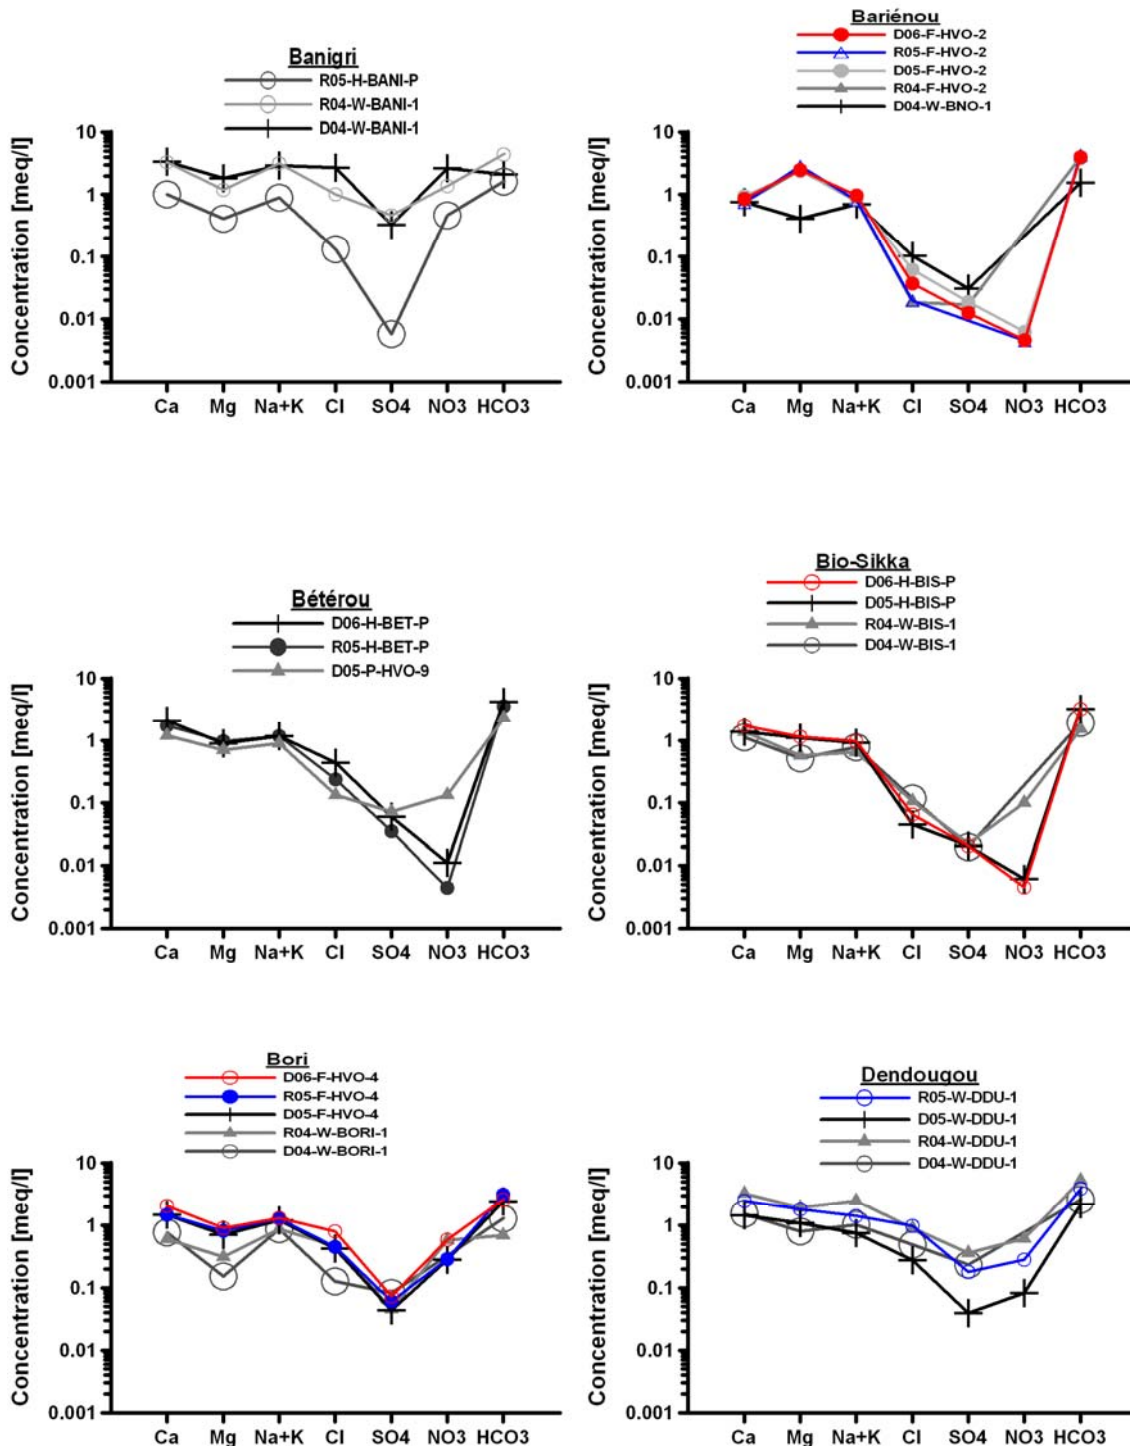 Banigri
R05-H-BANI-P
R04-W-BANI-1
D04-W-BANI-1
Concentration [meq/l]
10
1
0.1
0.01
0.001
Ca Mg Na+K Cl SO4 NO3 HCO3
Bariénou
D06-F-HVO-2
R05-F-HVO-2
D05-F-HVO-2
R04-F-HVO-2
D04-W-BNO-1
Concentration [meq/l]
10
1
0.1
0.01
0.001
Ca Mg Na+K Cl SO4 NO3 HCO3
Bétérou
D06-H-BET-P
R05-H-BET-P
D05-P-HVO-9
Concentration [meq/l]
10
1
0.1
0.01
0.001
Ca Mg Na+K Cl SO4 NO3 HCO3
Bio-Sikka
D06-H-BIS-P
D05-H-BIS-P
R04-W-BIS-1
D04-W-BIS-1
Concentration [meq/l]
10
1
0.1
0.01
0.001
Ca Mg Na+K Cl SO4 NO3 HCO3
Bori
D06-F-HVO-4
R05-F-HVO-4
D05-F-HVO-4
R04-W-BORI-1
D04-W-BORI-1
Concentration [meq/l]
10
1
0.1
0.01
0.001
Ca Mg Na+K Cl SO4 NO3 HCO3
Dendougou
R05-W-DDU-1
D05-W-DDU-1
R04-W-DDU-1
D04-W-DDU-1
Concentration [meq/l]
10
1
0.1
0.01
0.001
Ca Mg Na+K Cl SO4 NO3 HCO3